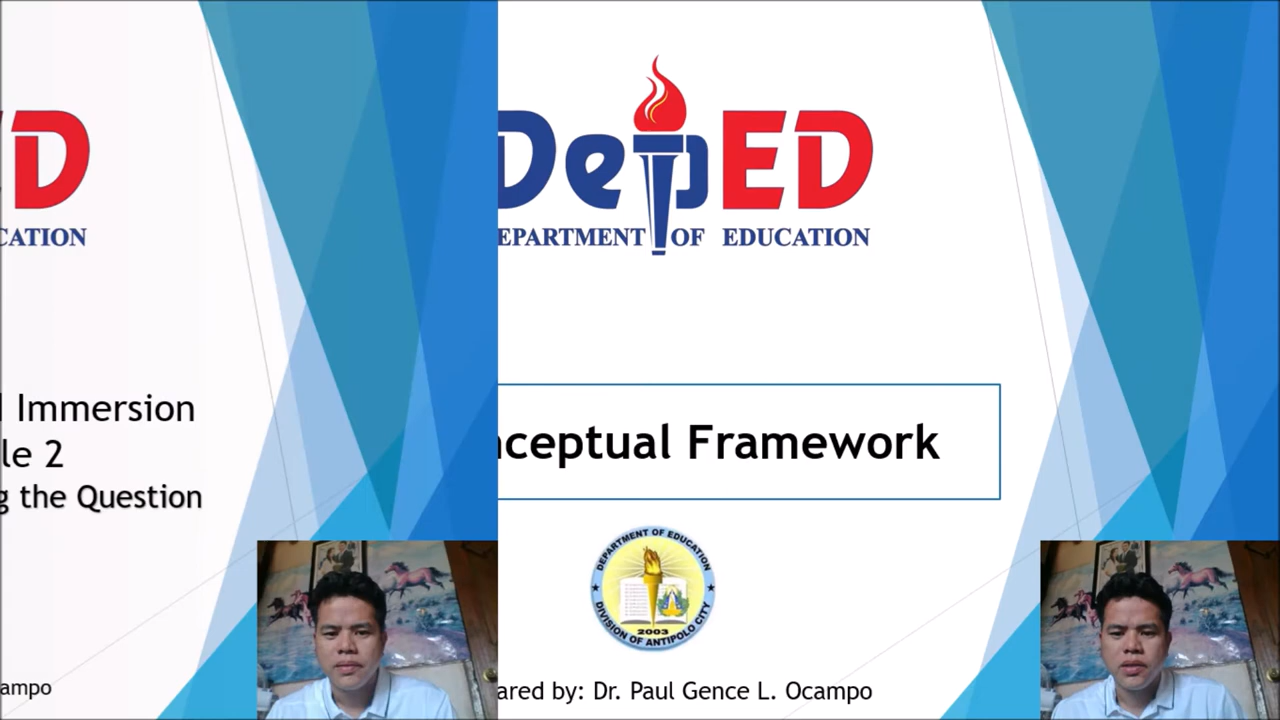 ED
CATION
Immersion
le 2
g the Question
ampo
DepED
EPARTMENT OF EDUCATION
nceptual Framework
DEPARTMENT OF EDUCATION
2003
DIVISION OF ANTIPOLO CITY
ared by: Dr. Paul Gence L. Ocampo